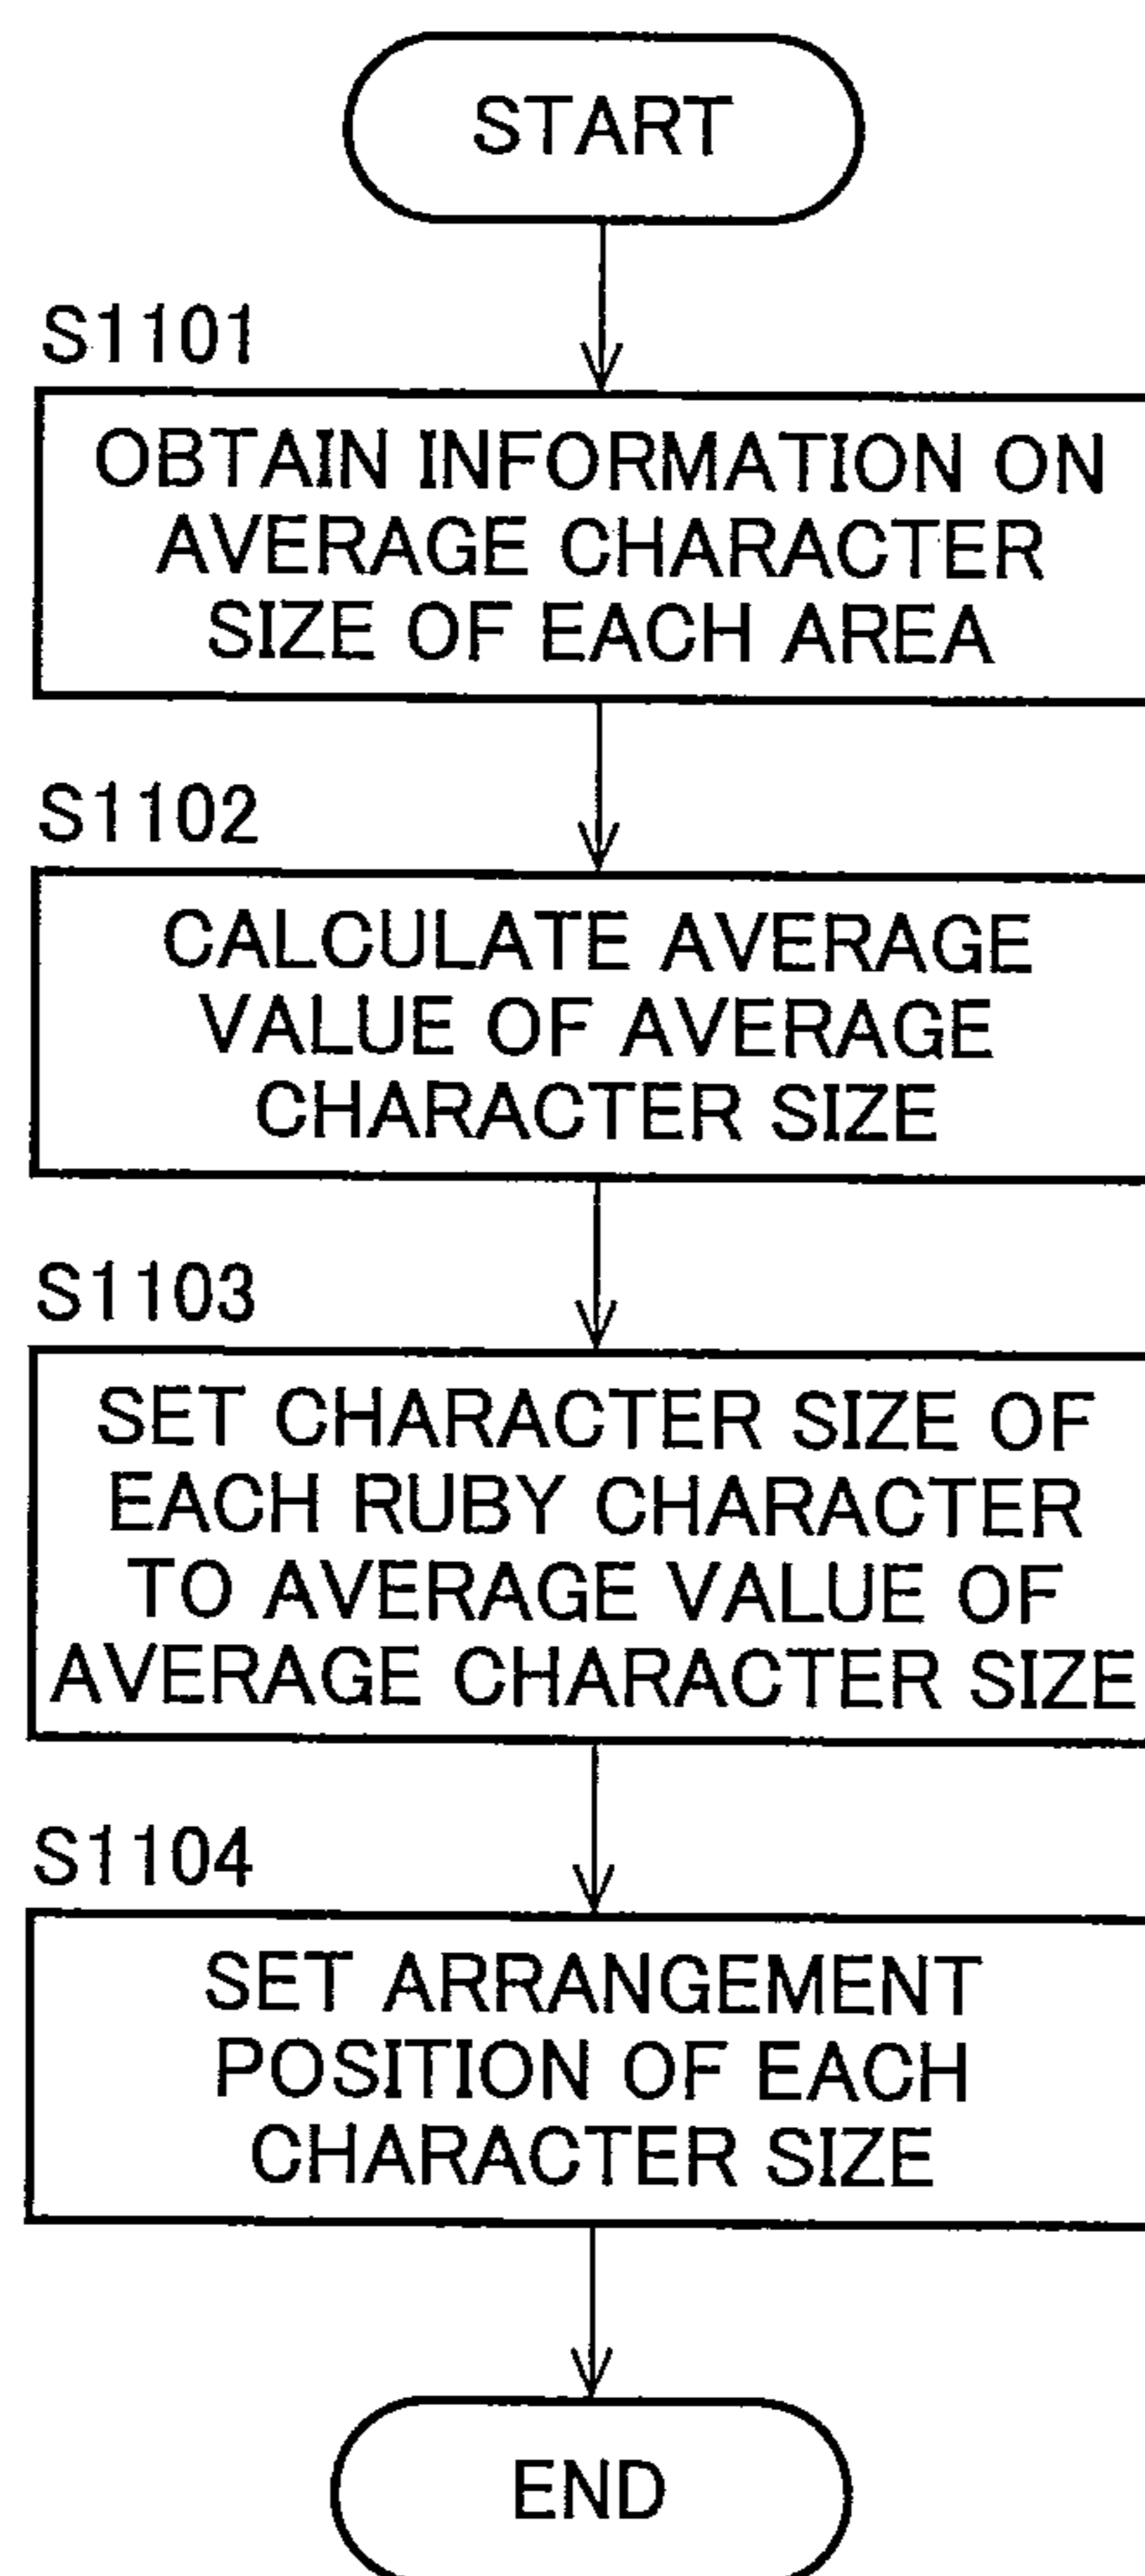 START
S1101
OBTAIN INFORMATION ON
AVERAGE CHARACTER
SIZE OF EACH AREA
S1102
CALCULATE AVERAGE
VALUE OF AVERAGE
CHARACTER SIZE
S1103
SET CHARACTER SIZE OF
EACH RUBY CHARACTER
TO AVERAGE VALUE OF
AVERAGE CHARACTER SIZE
S1104
SET ARRANGEMENT
POSITION OF EACH
CHARACTER SIZE
END